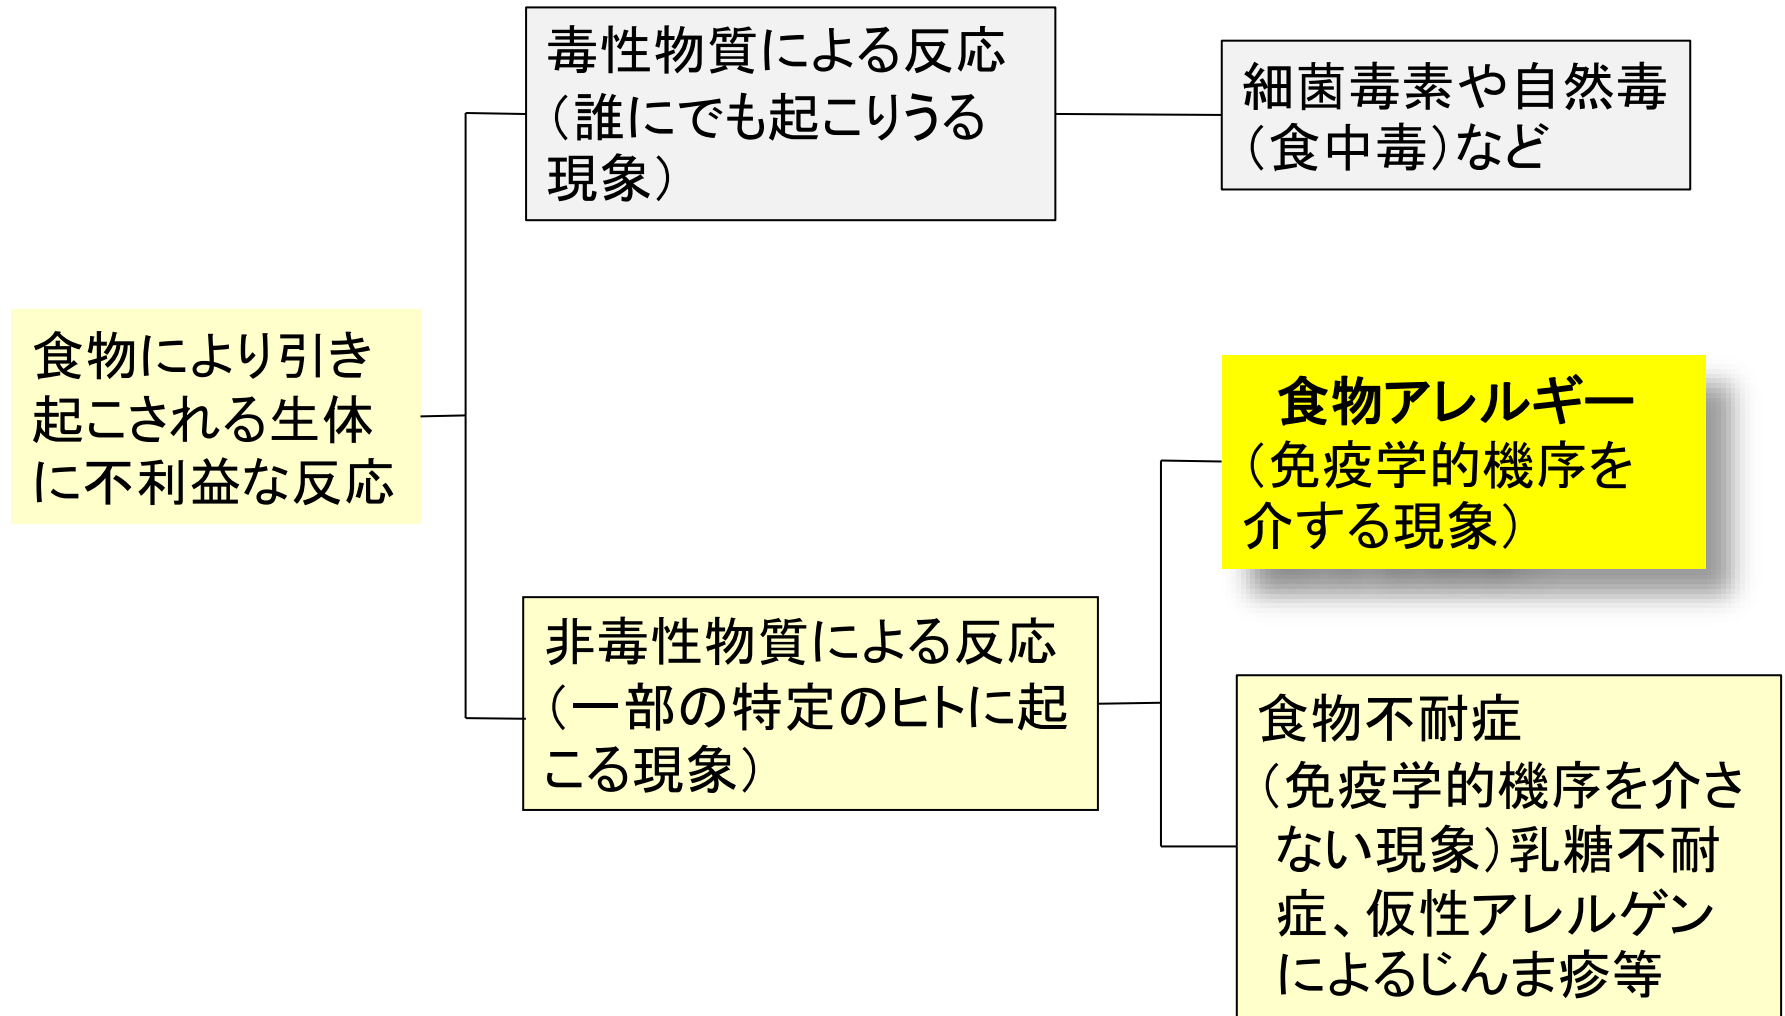 毒性物質による反応
（誰にでも起こりうる
現象）
細菌毒素や自然毒
（食中毒）など
食物により引き
起こされる生体
に不利益な反応
食物アレルギー
（免疫学的機序を
介する現象）
非毒性物質による反応
（一部の特定のヒトに起
こる現象）
食物不耐症
（免疫学的機序を介さ
ない現象）乳糖不耐
症、仮性アレルゲン
によるじんま疹等